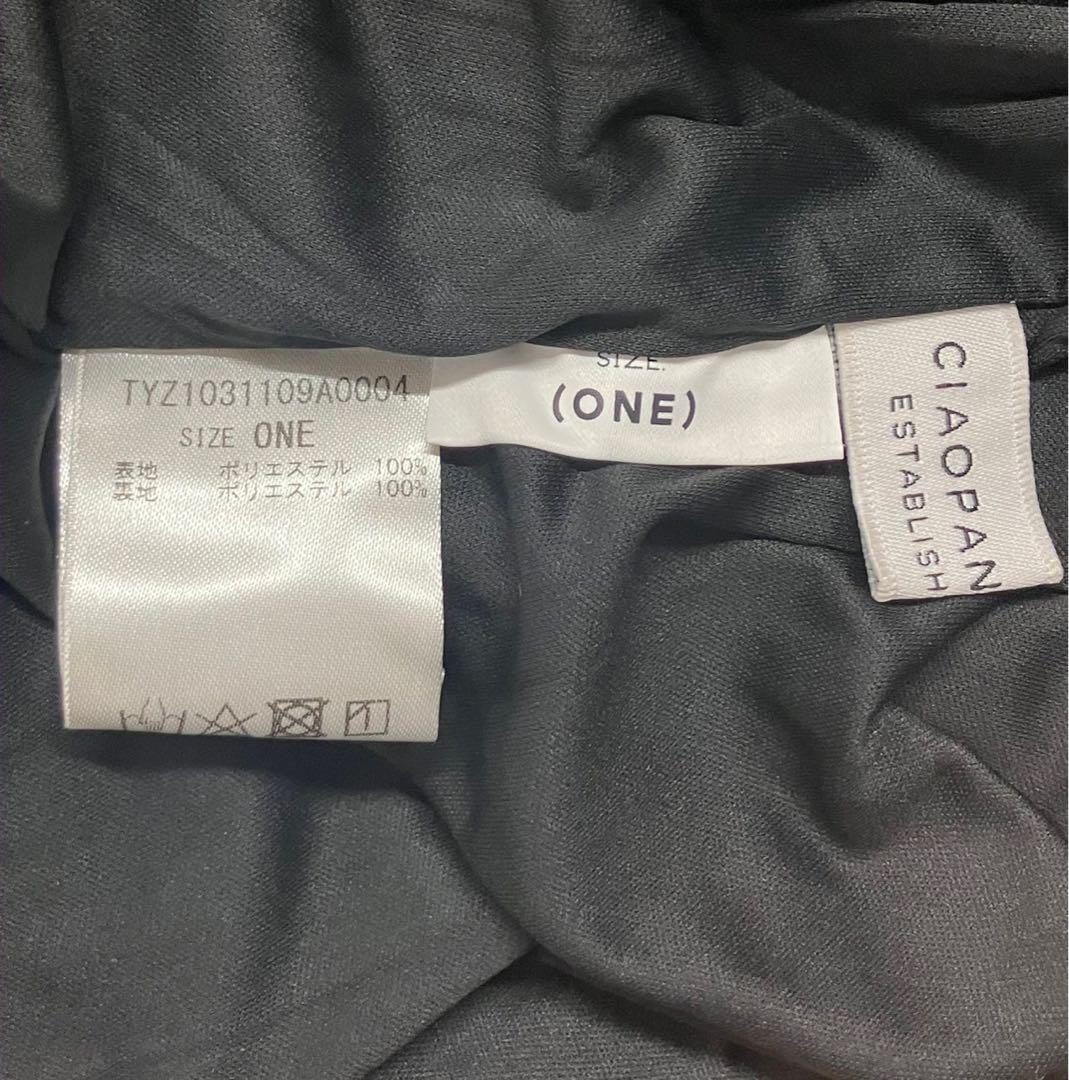 TYZ1031109A0004
SIZE ONE
表地 ポリエステル 100%
裏地 ポリエステル 100%
1
SIZE.
(ONE)
CIAOPAN
ESTABLISH